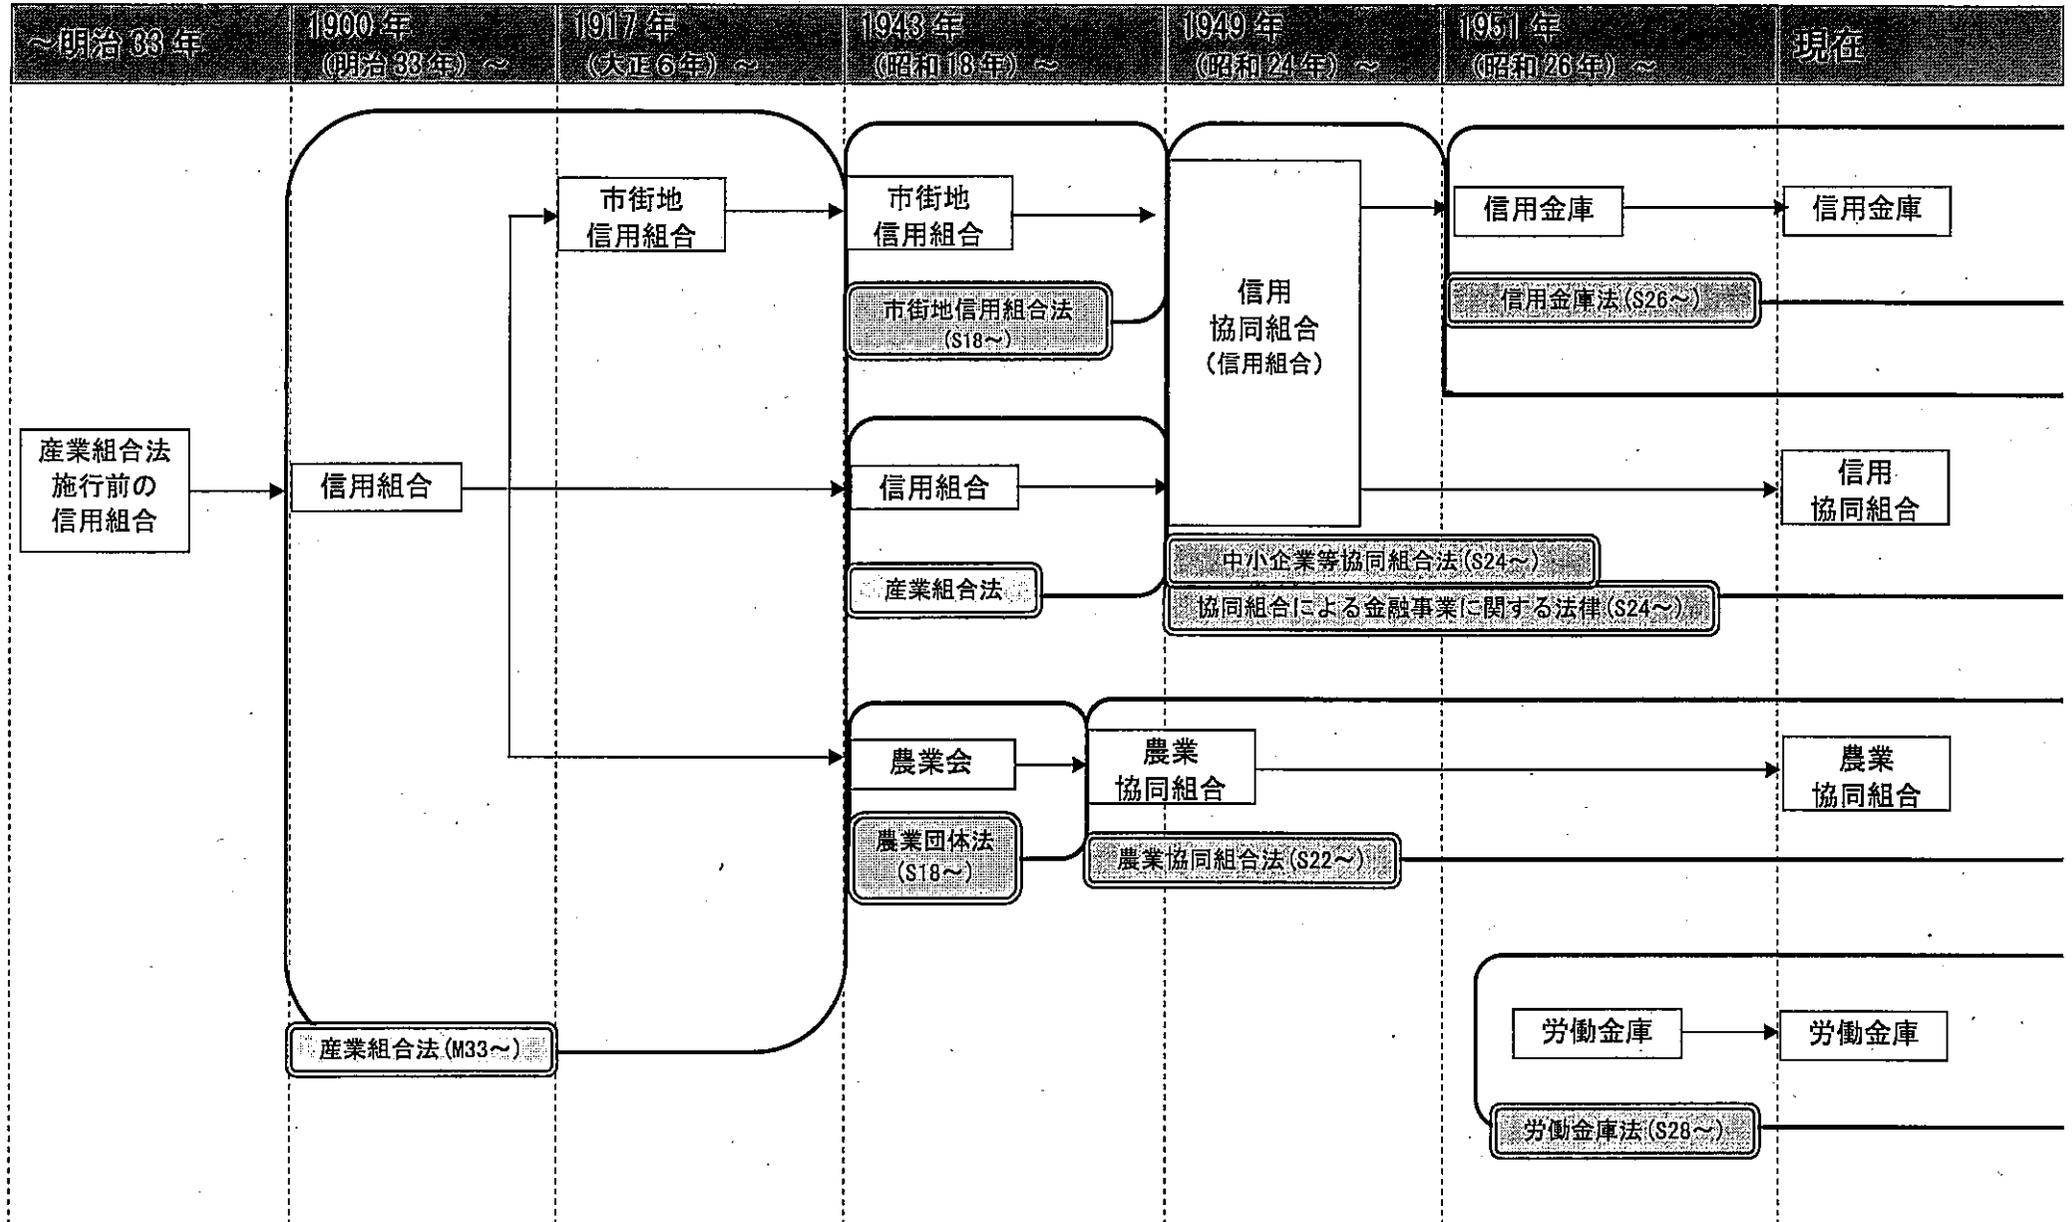 ～明治33年
1900年
(明治33年)～
1917年
(大正6年)～
1943年
(昭和18年)～
1949年
(昭和24年)～
1951年
(昭和26年)～
現在
市街地
信用組合
市街地
信用組合
市街地信用組合法
(S18～)
信用
協同組合
(信用組合)
信用金庫
信用金庫
信用金庫法(S26～)
産業組合法
施行前の
信用組合
信用組合
信用組合
産業組合法
信用
協同組合
中小企業等協同組合法(S24～)
協同組合による金融事業に関する法律(S24～)
農業会
農業団体法
(S18～)
農業
協同組合
農業協同組合法(S22～)
農業
協同組合
産業組合法(M33～)
労働金庫
労働金庫
労働金庫法(S28～)